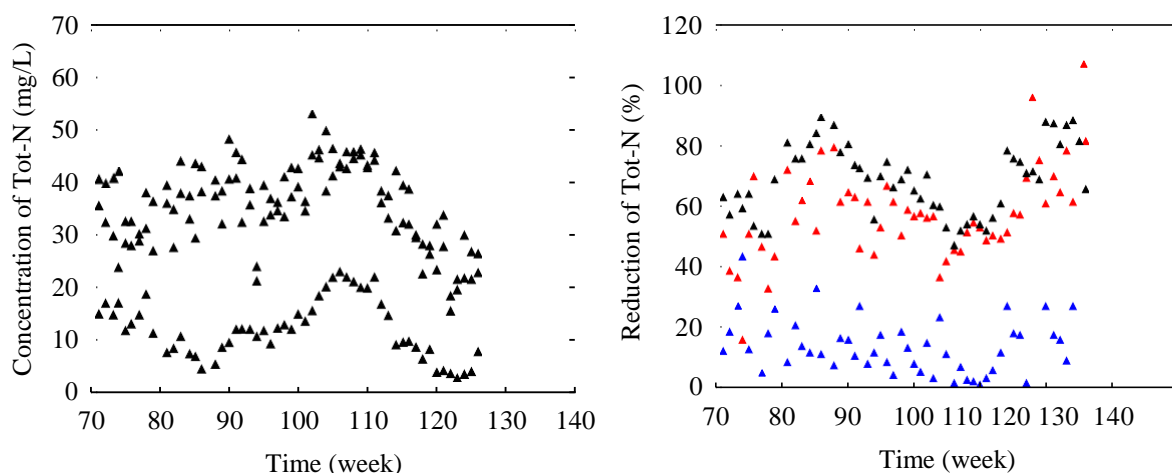 Concentration of Tot-N (mg/L)
70
60
50
40
30
20
10
0
70 80 90 100 110 120 130 140
Time (week)
Reduction of Tot-N (%)
120
100
80
60
40
20
0
70 80 90 100 110 120 130 140
Time (week)